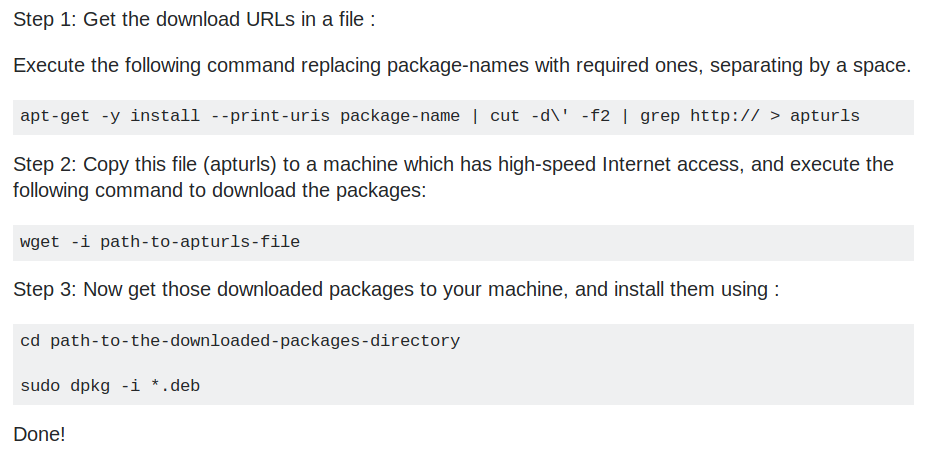 Step 1: Get the download URLs in a file :
Execute the following command replacing package-names with required ones, separating by a space.
apt-get -y install --print-uris package-name | cut -d\' -f2 | grep http:// > apturls
Step 2: Copy this file (apturls) to a machine which has high-speed Internet access, and execute the
following command to download the packages:
wget -i path-to-apturls-file
Step 3: Now get those downloaded packages to your machine, and install them using :
cd path-to-the-downloaded-packages-directory
sudo dpkg -i *.deb
Done!